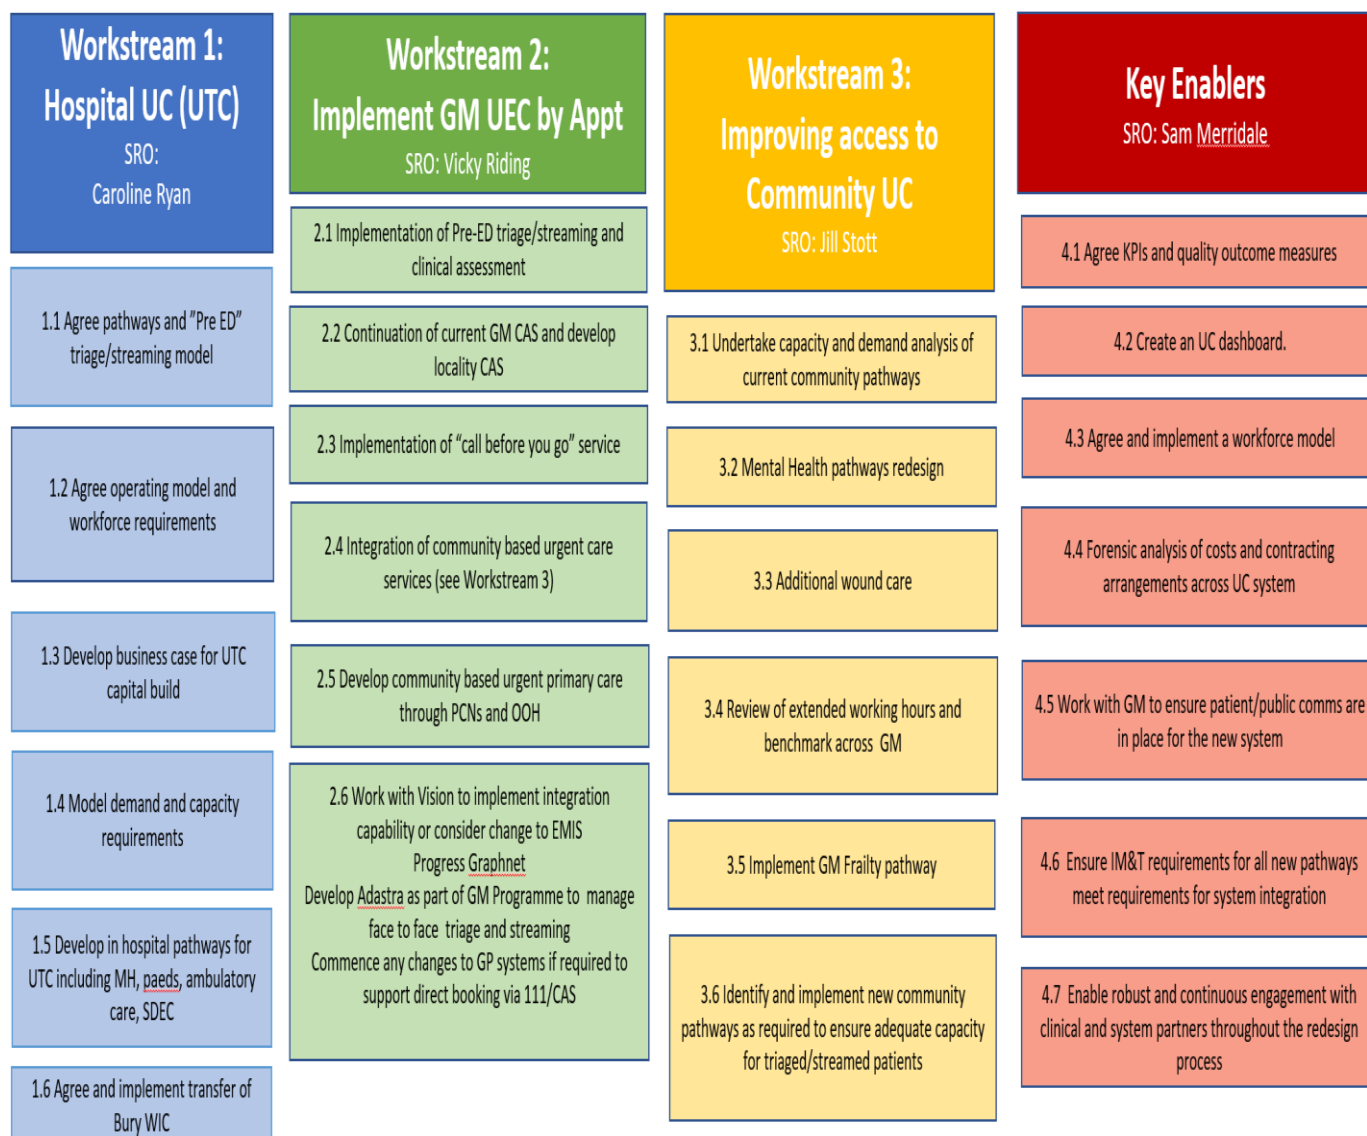 Workstream 1:
Hospital UC (UTC)
SRO:
Caroline Ryan
1.1 Agree pathways and ”Pre ED”
triage/streaming model
1.2 Agree operating model and
workforce requirements
1.3 Develop business case for UTC
capital build
1.4 Model demand and capacity
requirements
1.5 Develop in hospital pathways for
UTC including MH, paeds, ambulatory
care, SDEC
1.6 Agree and implement transfer of
Bury WIC
Workstream 2:
Implement GM UEC by Appt
SRO: Vicky Riding
2.1 Implementation of Pre-ED triage/streaming and
clinical assessment
2.2 Continuation of current GM CAS and develop
locality CAS
2.3 Implementation of “call before you go” service
2.4 Integration of community based urgent care
services (see Workstream 3)
2.5 Develop community based urgent primary care
through PCNs and OOH
2.6 Work with Vision to implement integration
capability or consider change to EMIS
Progress Graphnet
Develop Adastra as part of GM Programme to manage
face to face triage and streaming
Commence any changes to GP systems if required to
support direct booking via 111/CAS
Workstream 3:
Improving access to
Community UC
SRO: Jill Stott
3.1 Undertake capacity and demand analysis of
current community pathways
3.2 Mental Health pathways redesign
3.3 Additional wound care
3.4 Review of extended working hours and
benchmark across GM
3.5 Implement GM Frailty pathway
3.6 Identify and implement new community
pathways as required to ensure adequate capacity
for triaged/streamed patients
Key Enablers
SRO: Sam Merridale
4.1 Agree KPIs and quality outcome measures
4.2 Create an UC dashboard.
4.3 Agree and implement a workforce model
4.4 Forensic analysis of costs and contracting
arrangements across UC system
4.5 Work with GM to ensure patient/public comms are
in place for the new system
4.6 Ensure IM&T requirements for all new pathways
meet requirements for system integration
4.7 Enable robust and continuous engagement with
clinical and system partners throughout the redesign
process